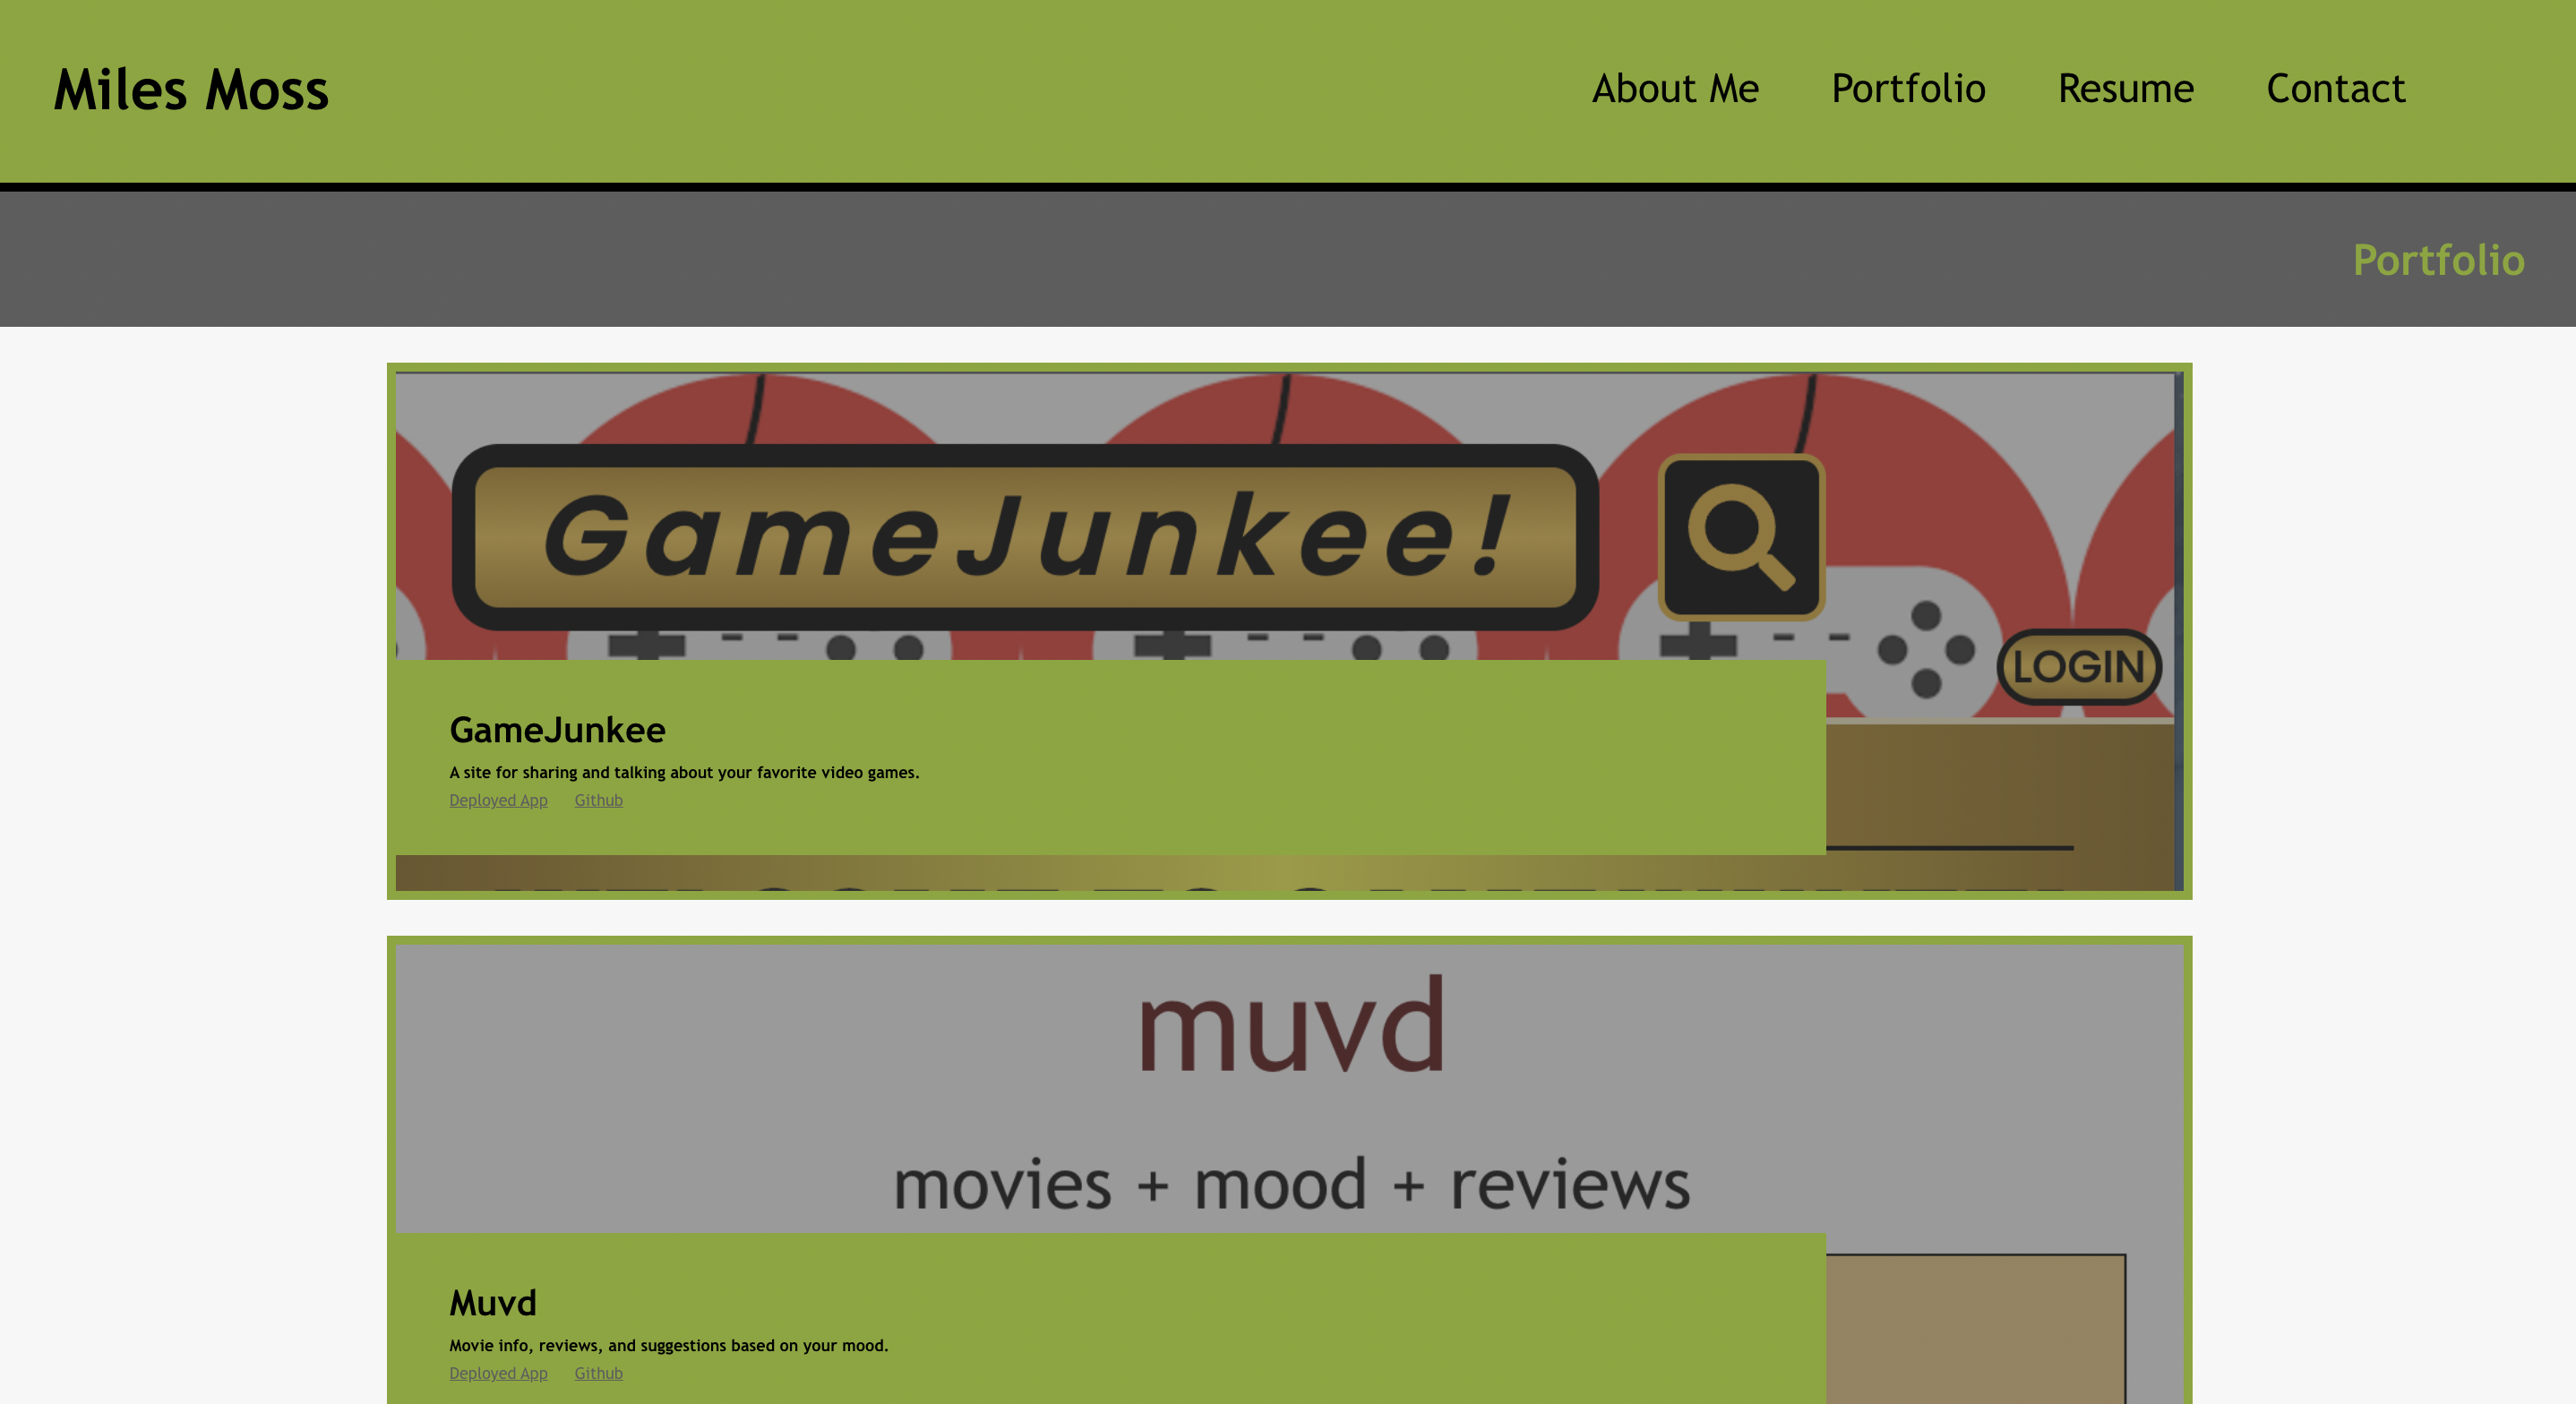 Miles Moss
About Me Portfolio Resume Contact
Portfolio
GameJunkee!
LOGIN
GameJunkee
A site for sharing and talking about your favorite video games.
Deployed App Github
muvd
movies + mood + reviews
Muvd
Movie info, reviews, and suggestions based on your mood.
Deployed App Github